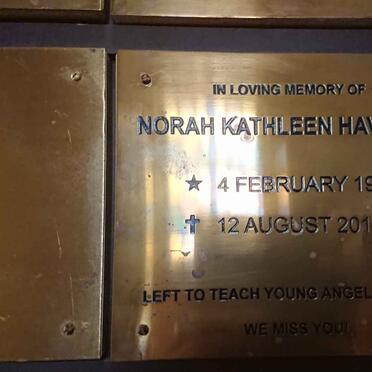 IN LOVING MEMORY OF
NORAH KATHLEEN HAV
4 FEBRUARY 19
12 AUGUST 201
LEFT TO TEACH YOUNG ANGEL
WE MISS YOU!